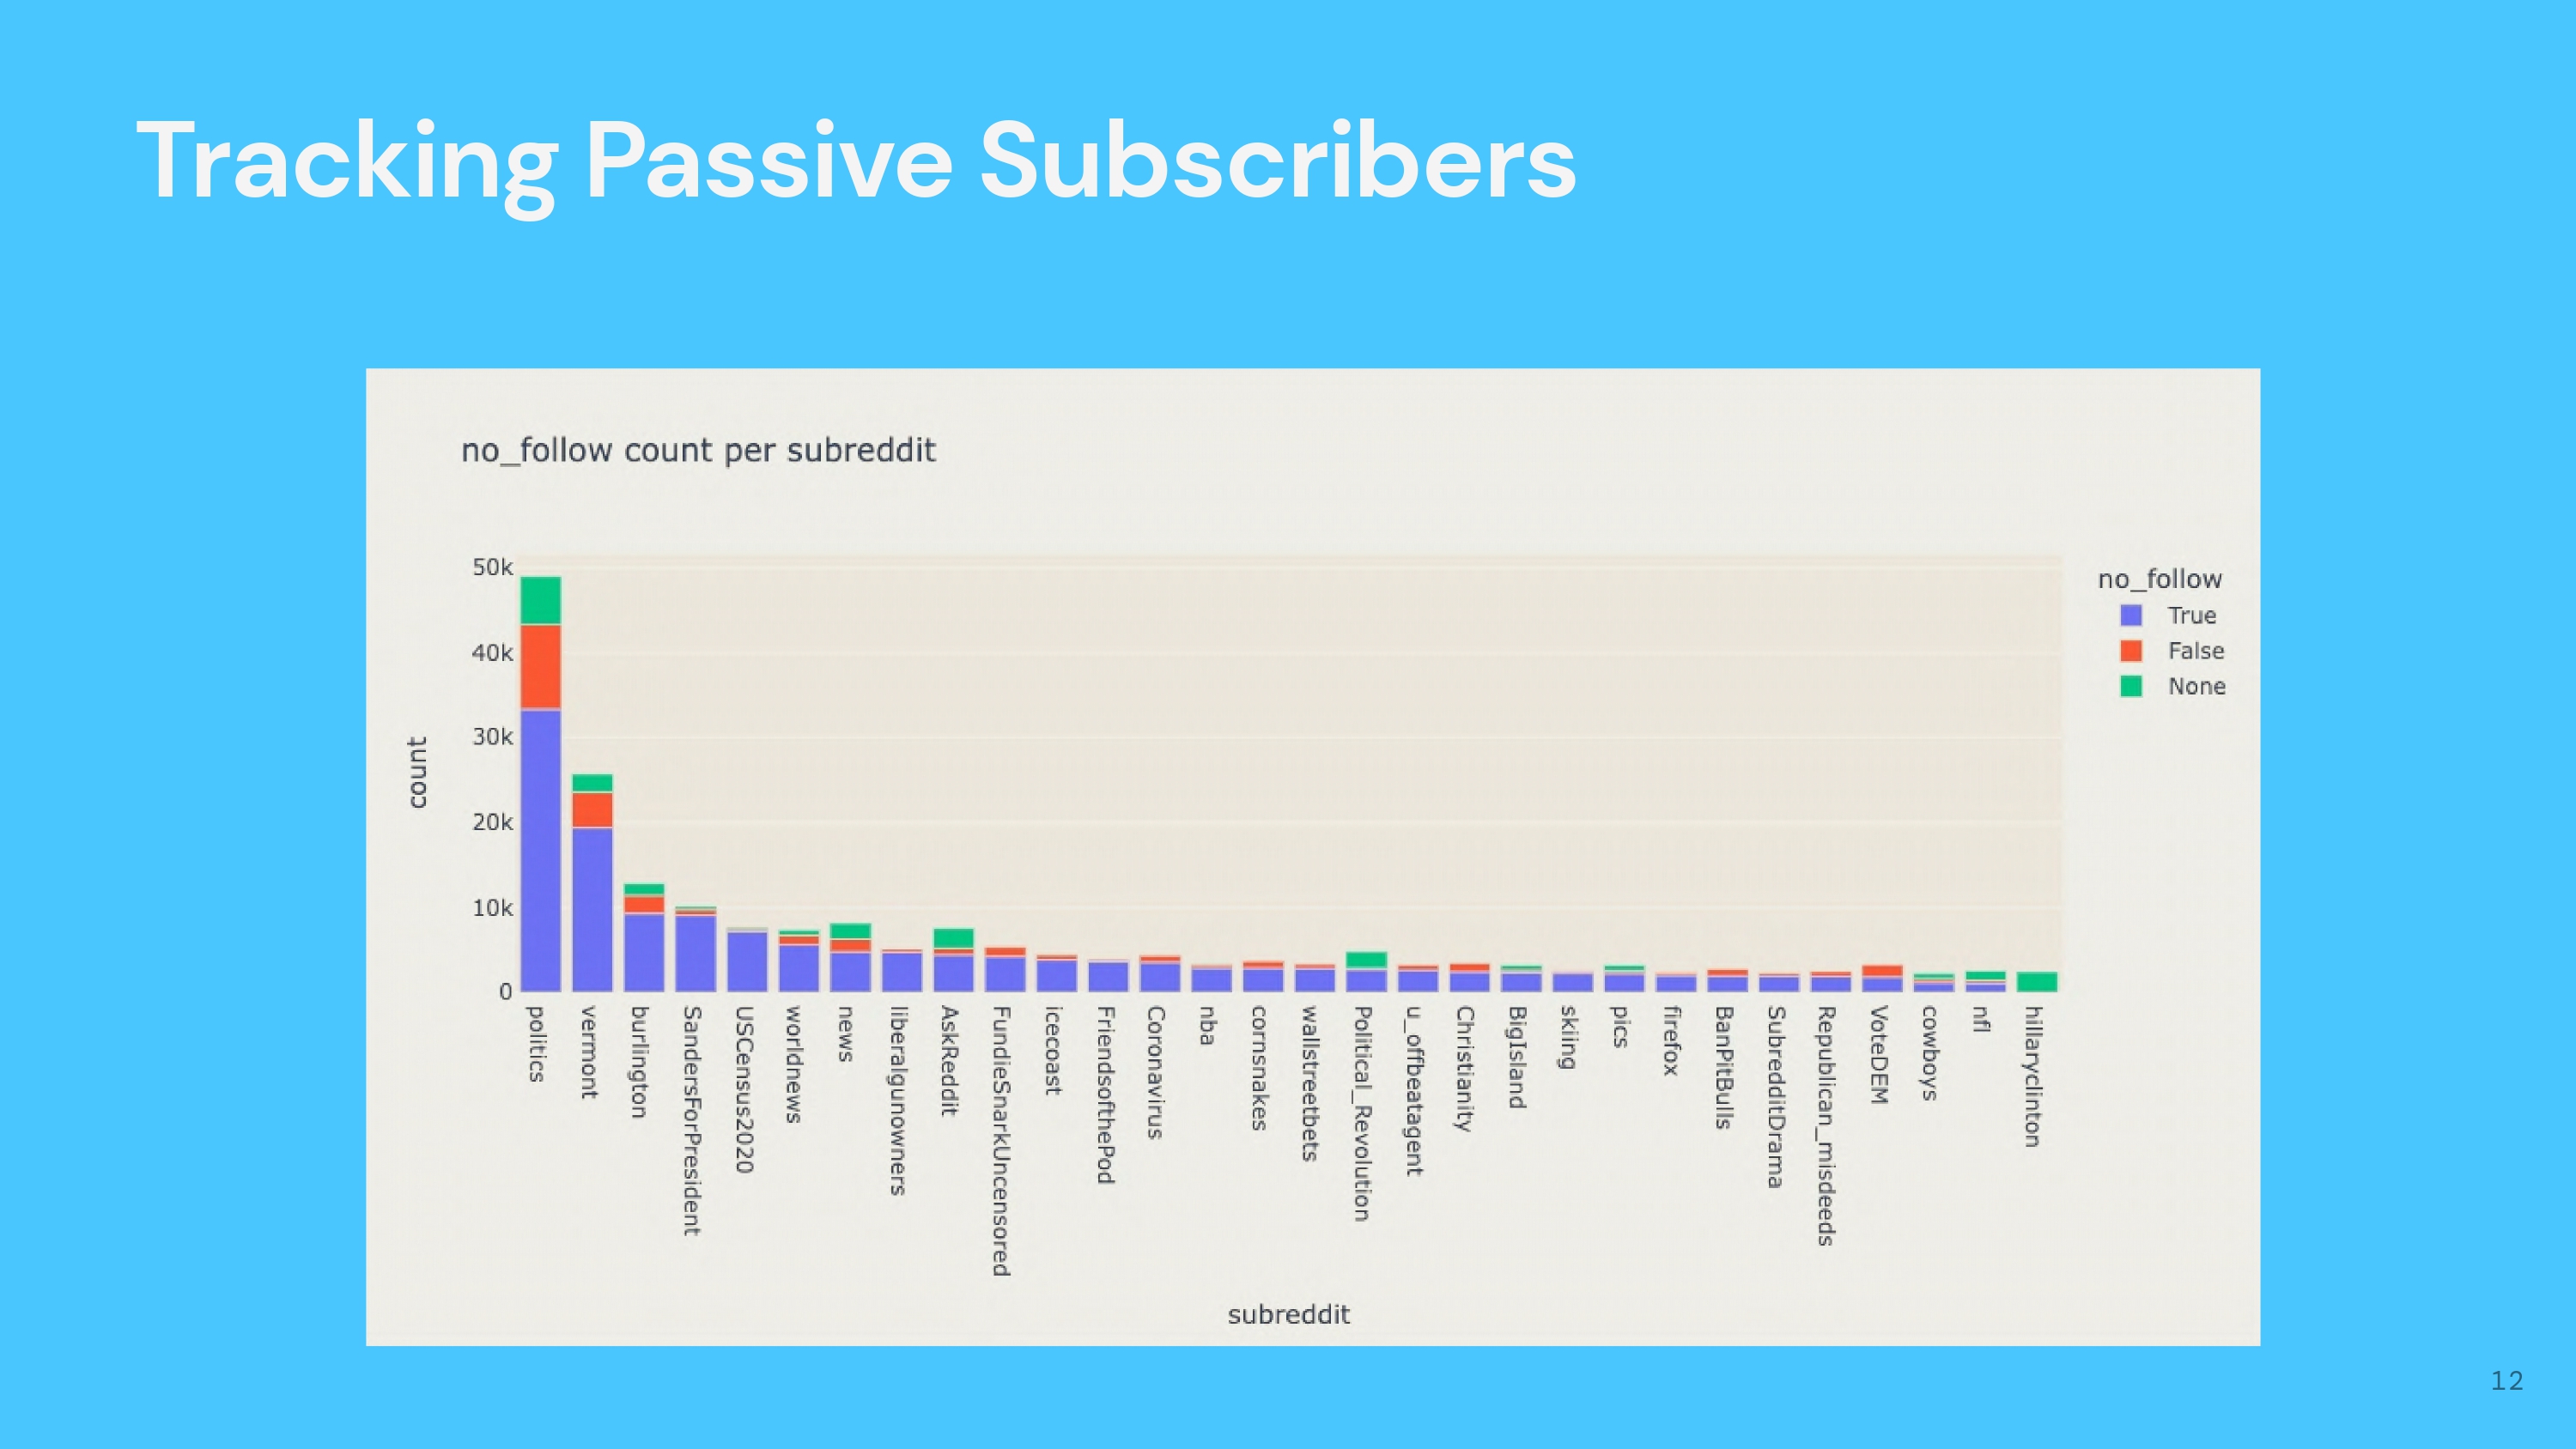 Tracking Passive Subscribers
no_follow count per subreddit
50k
40k
30k
20k
10k
0
count
politics
vermont
burlington
SandersForPresident
USCensus2020
worldnews
news
liberalgunowners
AskReddit
FundieSnarkUncensored
icecoast
FriendsofthePod
Coronavirus
nba
cornsnakes
wallstreetbets
Political_Revolution
u_offbeatagent
Christianity
BigIsland
skiing
pics
firefox
BanPitBulls
SubredditDrama
Republican_misdeeds
VoteDEM
cowboys
nfl
hillaryclinton
subreddit
no_follow
True
False
None
12